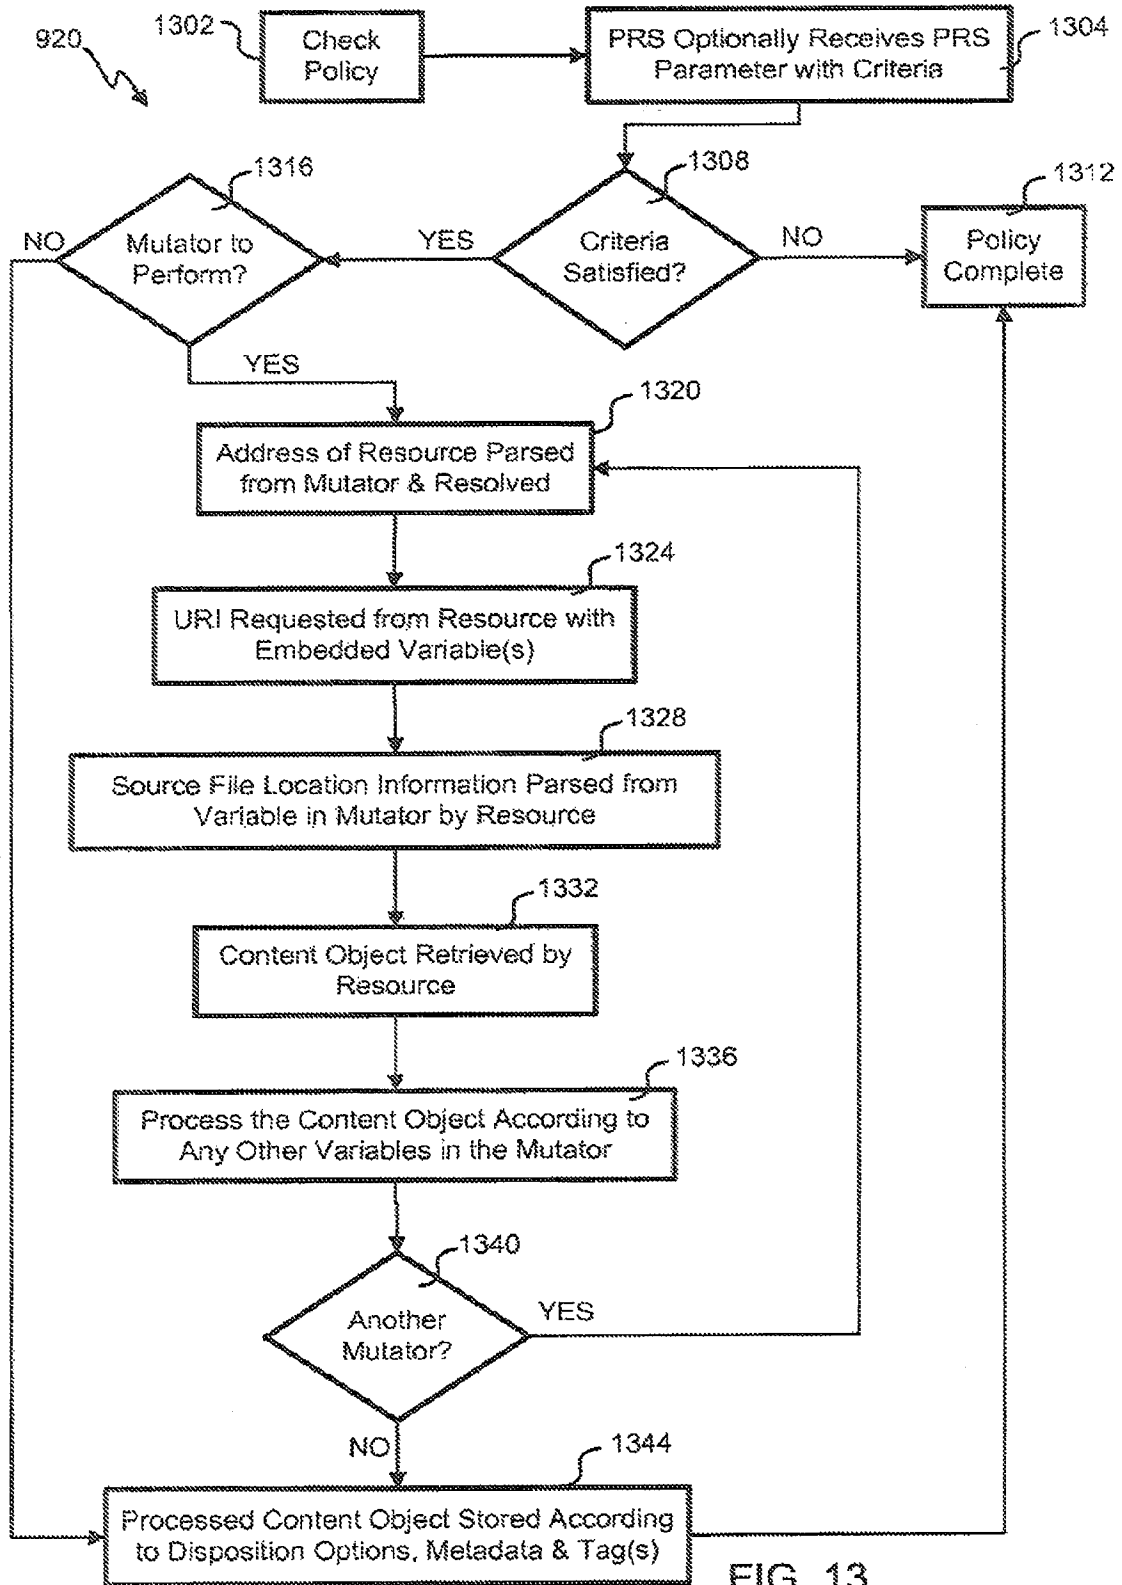 920
1302
Check
Policy
PRS Optionally Receives PRS
Parameter with Criteria
1304
1316
1308
1312
NO
Mutator to
Perform?
YES
Criteria
Satisfied?
NO
Policy
Complete
YES
1320
Address of Resource Parsed
from Mutator & Resolved
1324
URI Requested from Resource with
Embedded Variable(s)
1328
Source File Location Information Parsed from
Variable in Mutator by Resource
1332
Content Object Retrieved by
Resource
1336
Process the Content Object According to
Any Other Variables in the Mutator
1340
Another
Mutator?
YES
NO
1344
Processed Content Object Stored According
to Disposition Options, Metadata & Tag(s)
FIG. 13